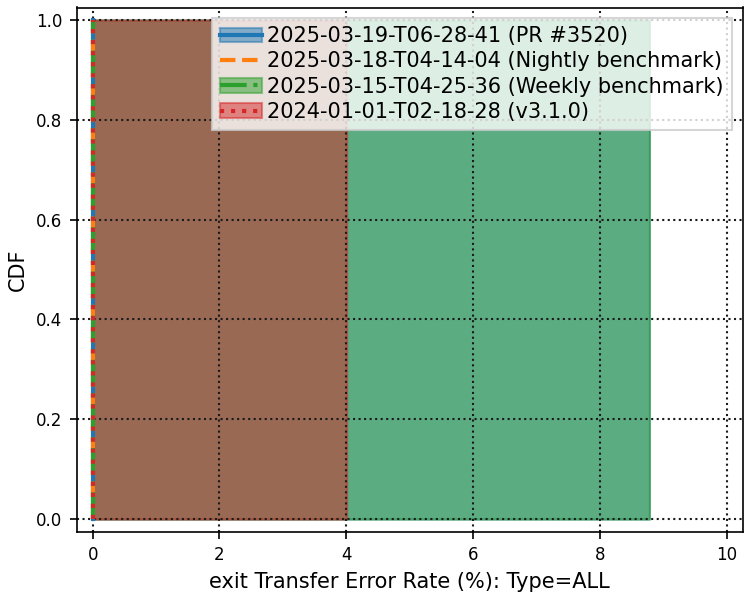 1.0
0.8
0.6
0.4
0.2
0.0
CDF
2025-03-19-T06-28-41 (PR #3520)
2025-03-18-T04-14-04 (Nightly benchmark)
2025-03-15-T04-25-36 (Weekly benchmark)
2024-01-01-T02-18-28 (v3.1.0)
0 2 4 6 8 10
exit Transfer Error Rate (%): Type=ALL